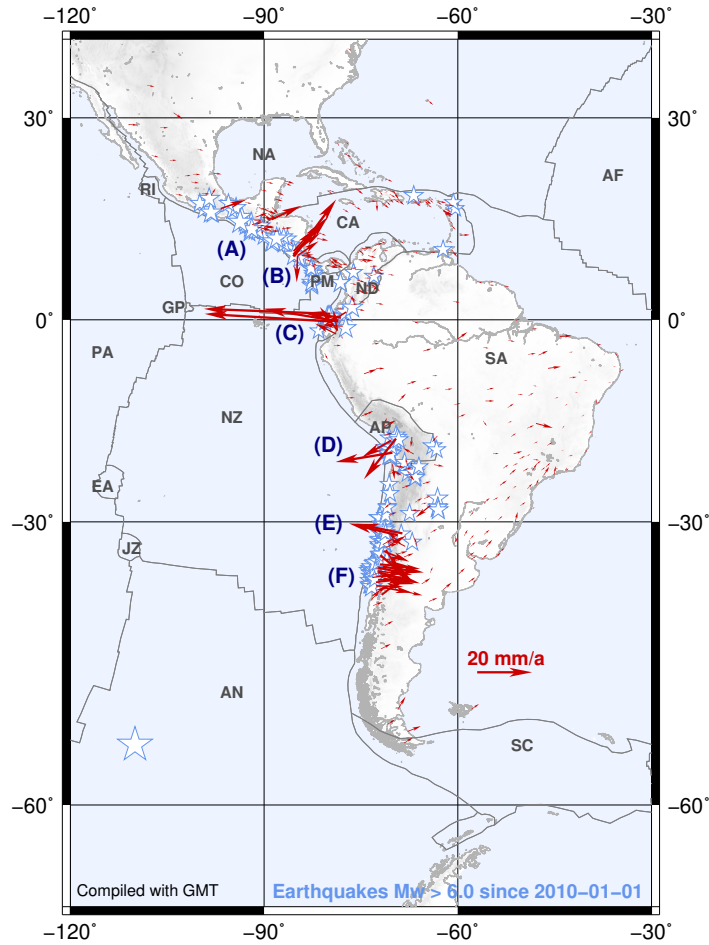 −120˚ −90˚ −60˚ −30˚
30˚ 30˚
NA
AF
RI
CA
(A)
(B)
CO PM ND
GP
0˚ 0˚
(C)
PA
SA
NZ
AP
(D)
EA
−30˚ −30˚
(E)
JZ
(F)
20 mm/a
AN
SC
−60˚ −60˚
Compiled with GMT Earthquakes Mw > 6.0 since 2010−01−01
−120˚ −90˚ −60˚ −30˚